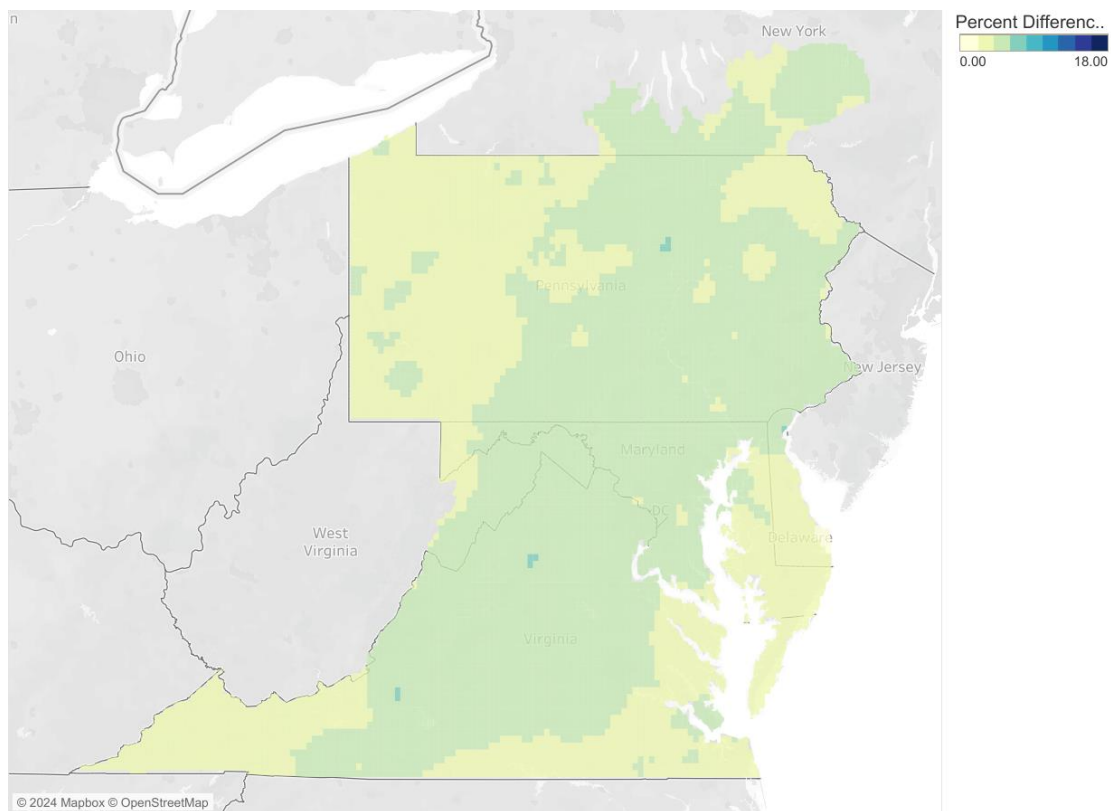 n
New York
Percent Differenc..
0.00 18.00
Pennsylvania
Ohio
New Jersey
Maryland
DC
West
Virginia
Delaware
Virginia
© 2024 Mapbox © OpenStreetMap